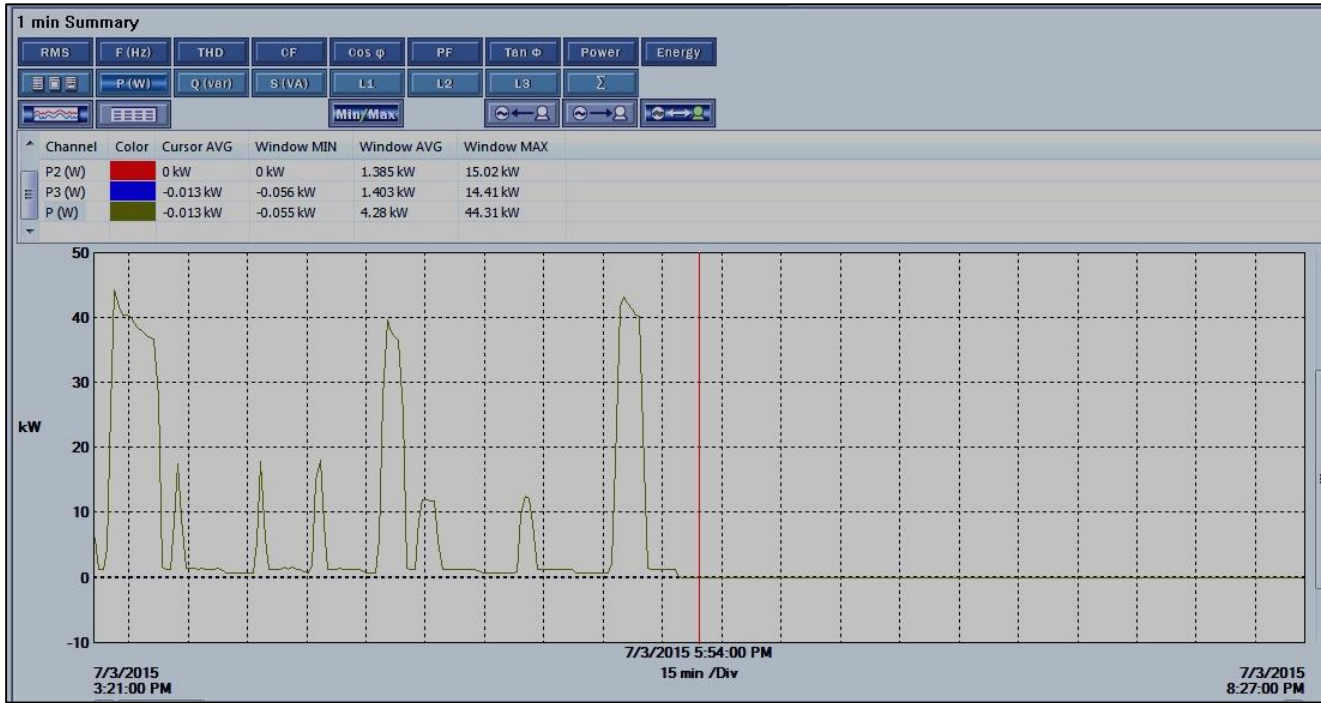 1 min Summary
RMS F (Hz) THD CF Cos φ PF Tan Φ Power Energy
P (W) Q (var) S (VA) L1 L2 L3 Σ
Min/Max
Channel Color Cursor AVG Window MIN Window AVG Window MAX
P2 (W) 0 kW 0 kW 1.385 kW 15.02 kW
P3 (W) -0.013 kW -0.056 kW 1.403 kW 14.41 kW
P (W) -0.013 kW -0.055 kW 4.28 kW 44.31 kW
50
40
30
kW
20
10
0
-10
7/3/2015 5:54:00 PM
7/3/2015 15 min /Div 7/3/2015
3:21:00 PM 8:27:00 PM